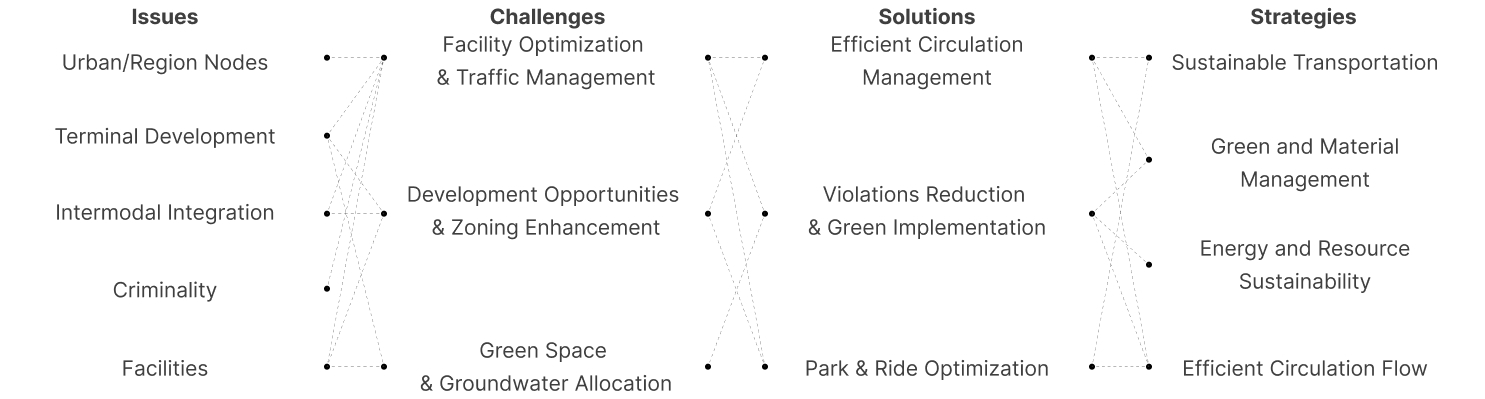 Issues
Urban/Region Nodes
Terminal Development
Intermodal Integration
Criminality
Facilities
Challenges
Facility Optimization
& Traffic Management
Development Opportunities
& Zoning Enhancement
Green Space
& Groundwater Allocation
Solutions
Efficient Circulation
Management
Violations Reduction
& Green Implementation
Park & Ride Optimization
Strategies
Sustainable Transportation
Green and Material
Management
Energy and Resource
Sustainability
Efficient Circulation Flow